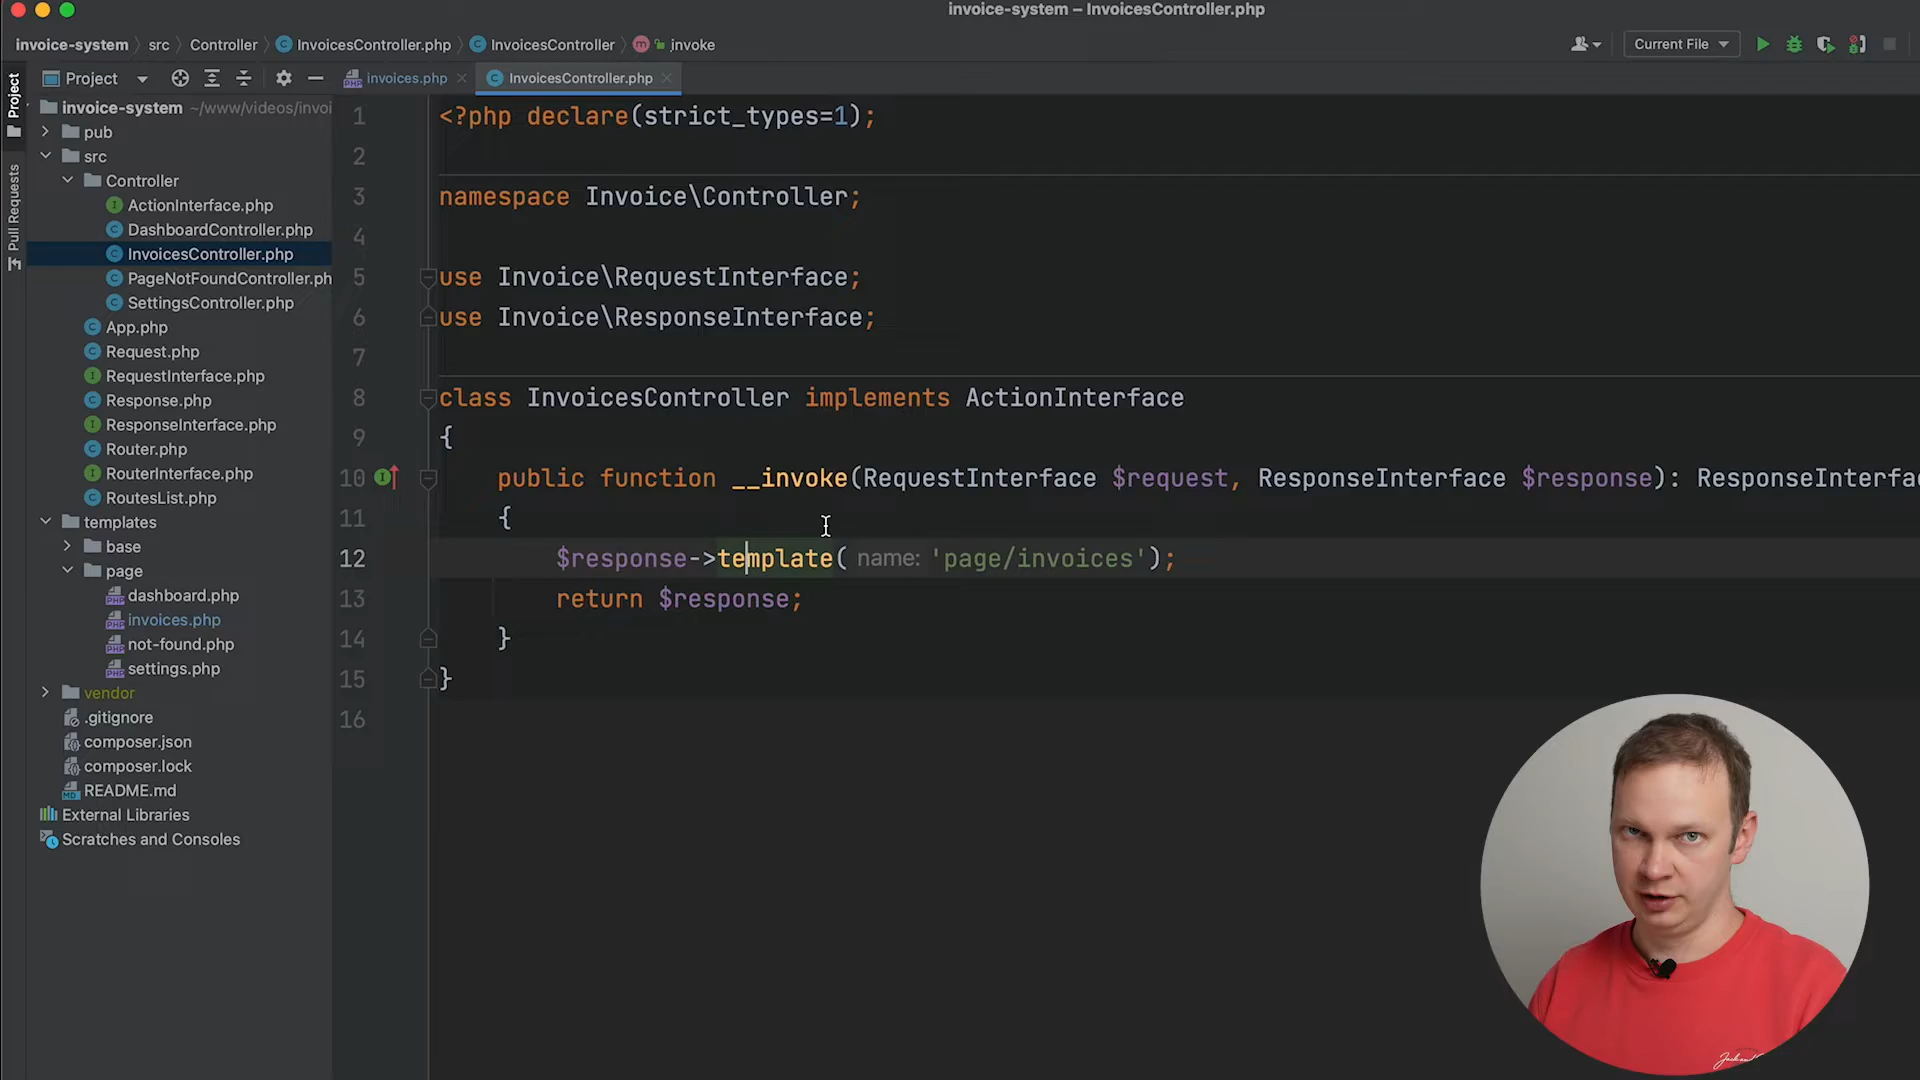 invoice-system – InvoicesController.php
invoice-system src Controller InvoicesController.php InvoicesController invoke
Current File
Project
invoices.php
InvoicesController.php
Project
Pull Requests
invoice-system ~/www/videos/invoi
pub
src
Controller
ActionInterface.php
DashboardController.php
InvoicesController.php
PageNotFoundController.ph
SettingsController.php
App.php
Request.php
RequestInterface.php
Response.php
ResponseInterface.php
Router.php
RouterInterface.php
RoutesList.php
templates
base
page
dashboard.php
invoices.php
not-found.php
settings.php
vendor
.gitignore
composer.json
composer.lock
README.md
External Libraries
Scratches and Consoles
1 <?php declare(strict_types=1);
2
3 namespace Invoice\Controller;
4
5 use Invoice\RequestInterface;
6 use Invoice\ResponseInterface;
7
8 class InvoicesController implements ActionInterface
9 {
10 public function __invoke(RequestInterface $request, ResponseInterface $response): ResponseInterfac
11 {
12 $response->template( name: 'page/invoices');
13 return $response;
14 }
15 }
16